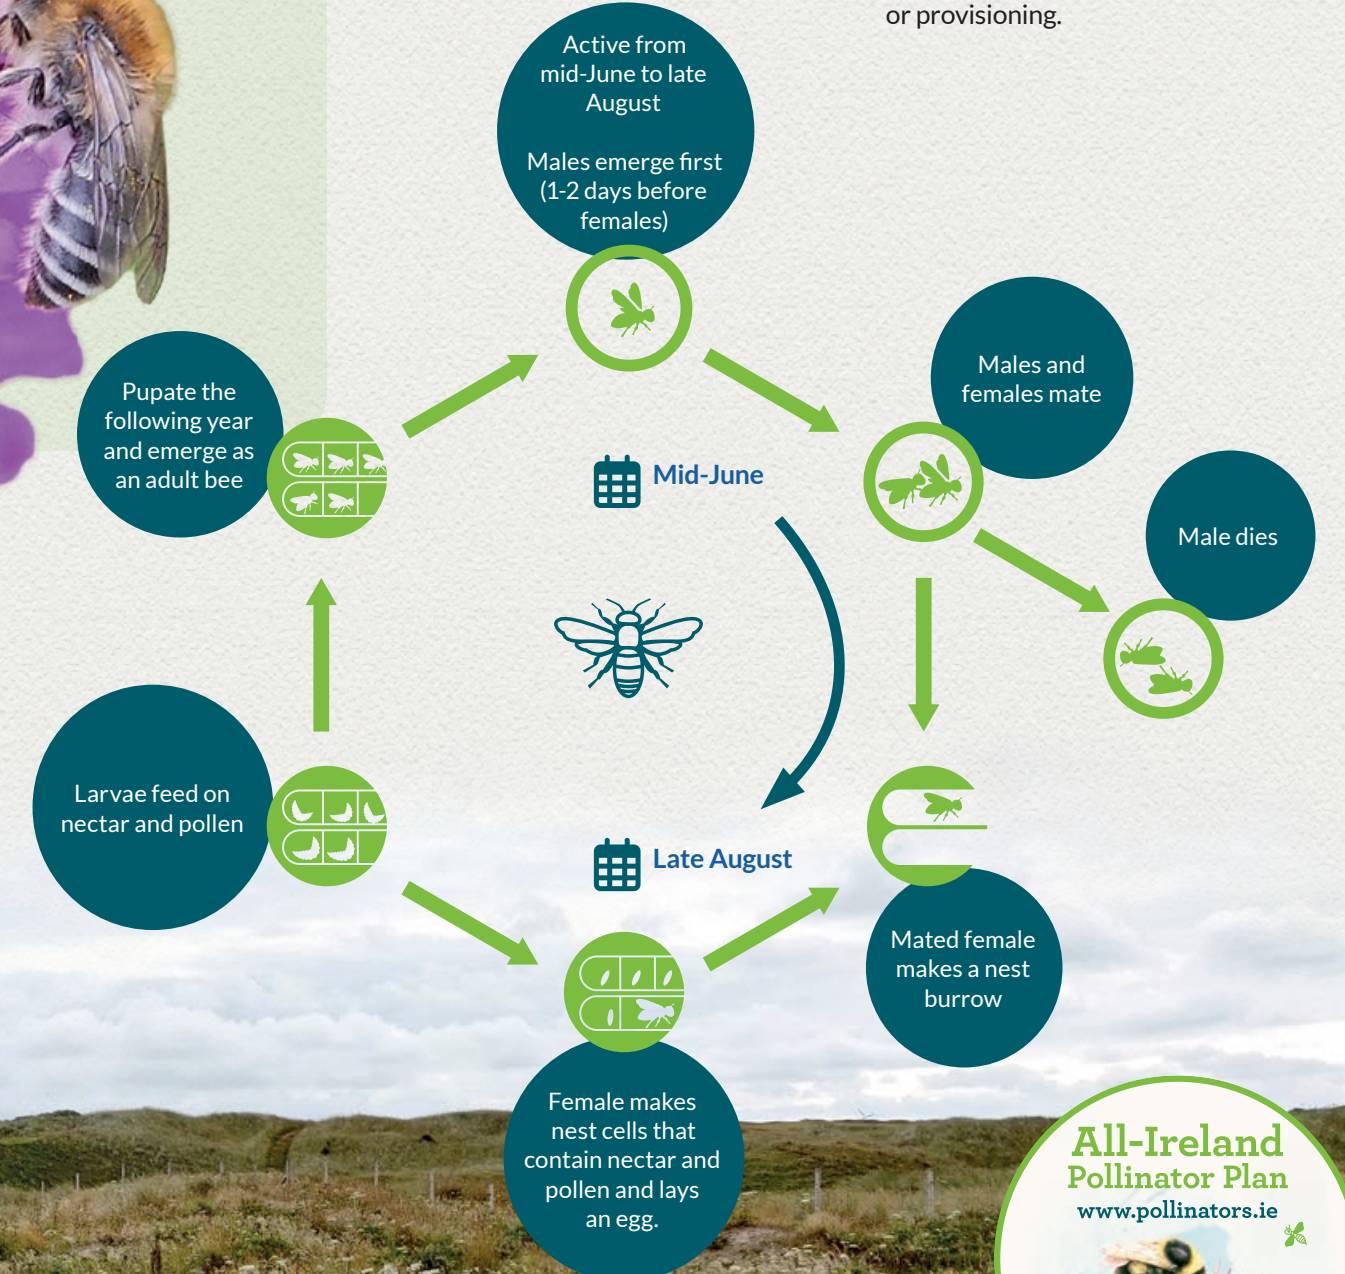 or provisioning.
Active from
mid-June to late
August
Males emerge first
(1-2 days before
females)
Males and
females mate
Male dies
Pupate the
following year
and emerge as
an adult bee
Mid-June
Larvae feed on
nectar and pollen
Late August
Mated female
makes a nest
burrow
Female makes
nest cells that
contain nectar and
pollen and lays
an egg.
All-Ireland
Pollinator Plan
www.pollinators.ie